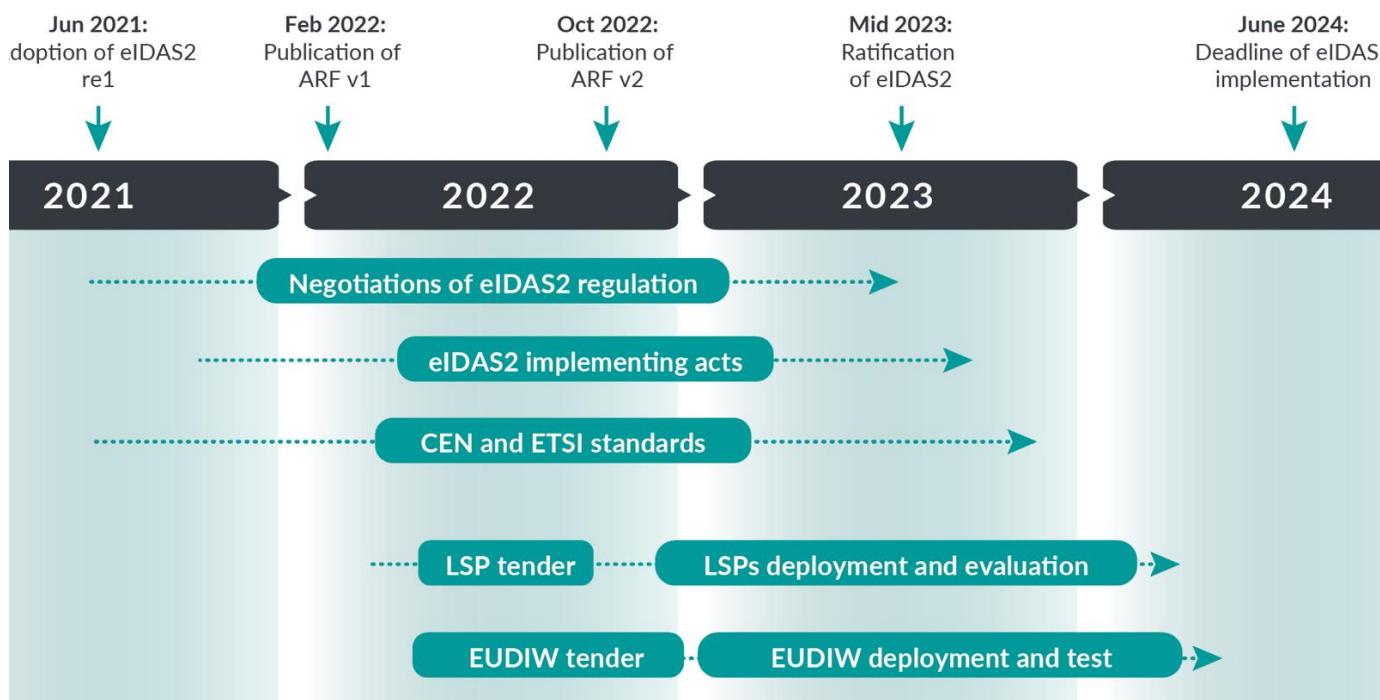 Jun 2021:
doption of eIDAS2
re1
Feb 2022:
Publication of
ARF v1
Oct 2022:
Publication of
ARF v2
Mid 2023:
Ratification
of eIDAS2
June 2024:
Deadline of eIDAS
implementation
2021
2022
2023
2024
Negotiations of eIDAS2 regulation
eIDAS2 implementing acts
CEN and ETSI standards
LSP tender
LSPs deployment and evaluation
EUDIW tender
EUDIW deployment and test